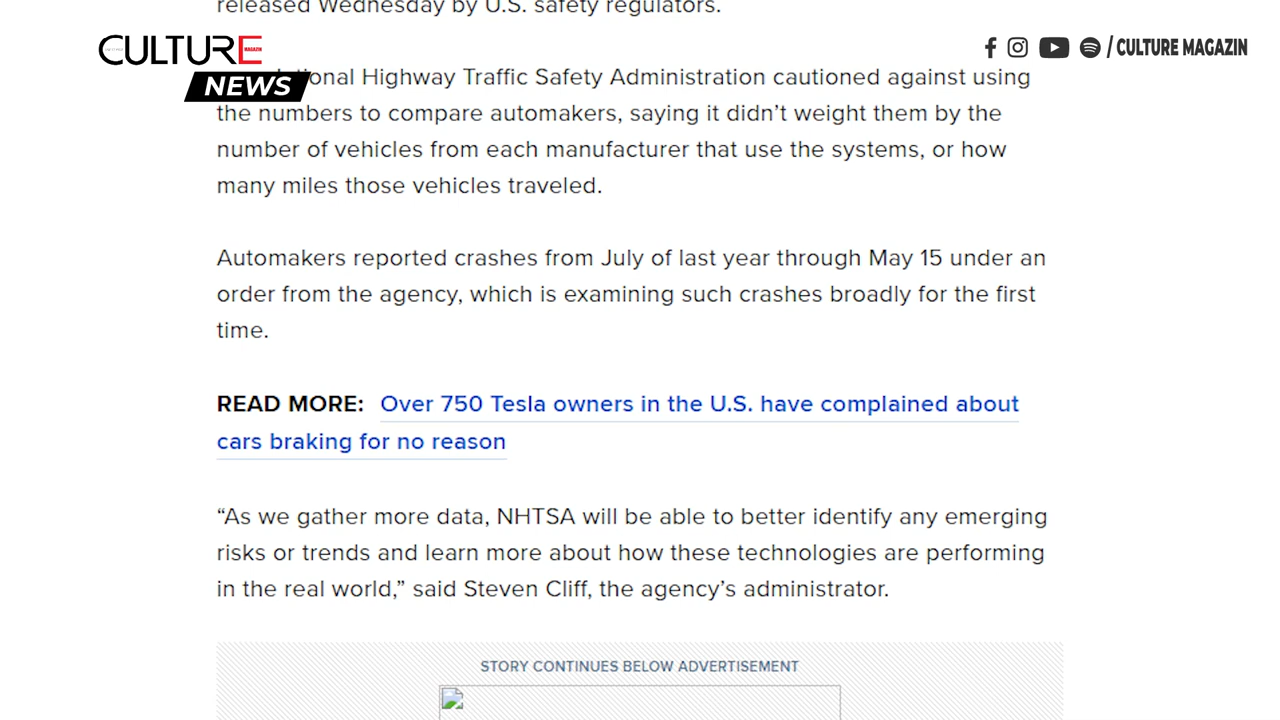 released Wednesday by U.S. safety regulators.
CULTURE
MAGAZIN
NEWS
/ CULTURE MAGAZIN
Highway Traffic Safety Administration cautioned against using
the numbers to compare automakers, saying it didn’t weight them by the
number of vehicles from each manufacturer that use the systems, or how
many miles those vehicles traveled.
Automakers reported crashes from July of last year through May 15 under an
order from the agency, which is examining such crashes broadly for the first
time.
READ MORE: Over 750 Tesla owners in the U.S. have complained about
cars braking for no reason
“As we gather more data, NHTSA will be able to better identify any emerging
risks or trends and learn more about how these technologies are performing
in the real world,” said Steven Cliff, the agency’s administrator.
STORY CONTINUES BELOW ADVERTISEMENT